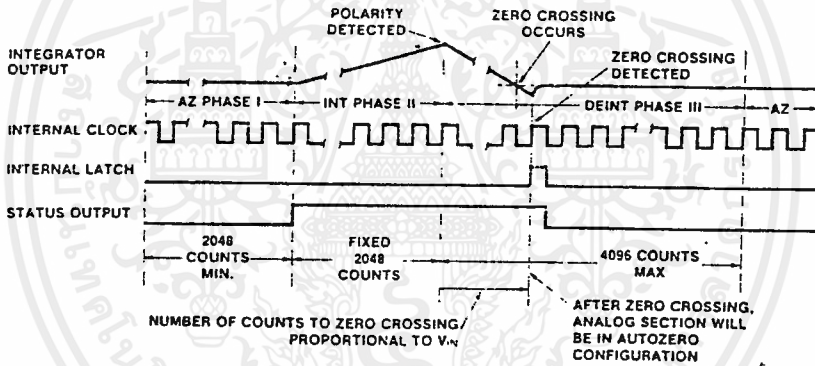 POLARITY
DETECTED
ZERO CROSSING
OCCURS
INTEGRATOR
OUTPUT
ZERO CROSSING
DETECTED
AZ PHASE I
INT PHASE II
DEINT PHASE III
AZ
INTERNAL CLOCK
INTERNAL LATCH
STATUS OUTPUT
2048
COUNTS
MIN.
FIXED
2048
COUNTS
4096 COUNTS
MAX
NUMBER OF COUNTS TO ZERO CROSSING
PROPORTIONAL TO VIN
AFTER ZERO CROSSING,
ANALOG SECTION WILL
BE IN AUTOZERO
CONFIGURATION